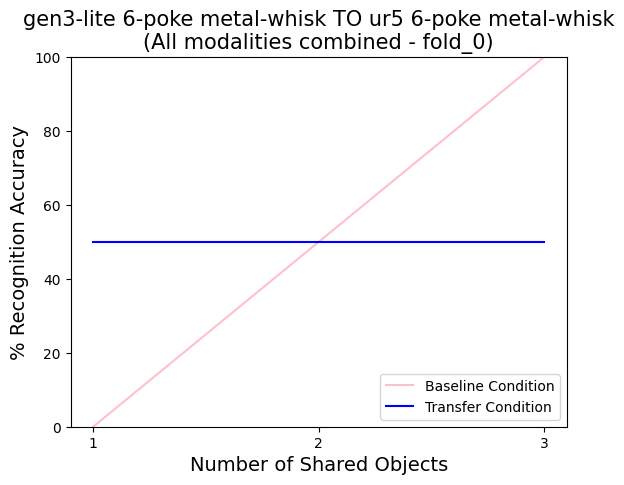 gen3-lite 6-poke metal-whisk TO ur5 6-poke metal-whisk
(All modalities combined - fold_0)
% Recognition Accuracy
100
80
60
40
20
0
Baseline Condition
Transfer Condition
1
2
3
Number of Shared Objects